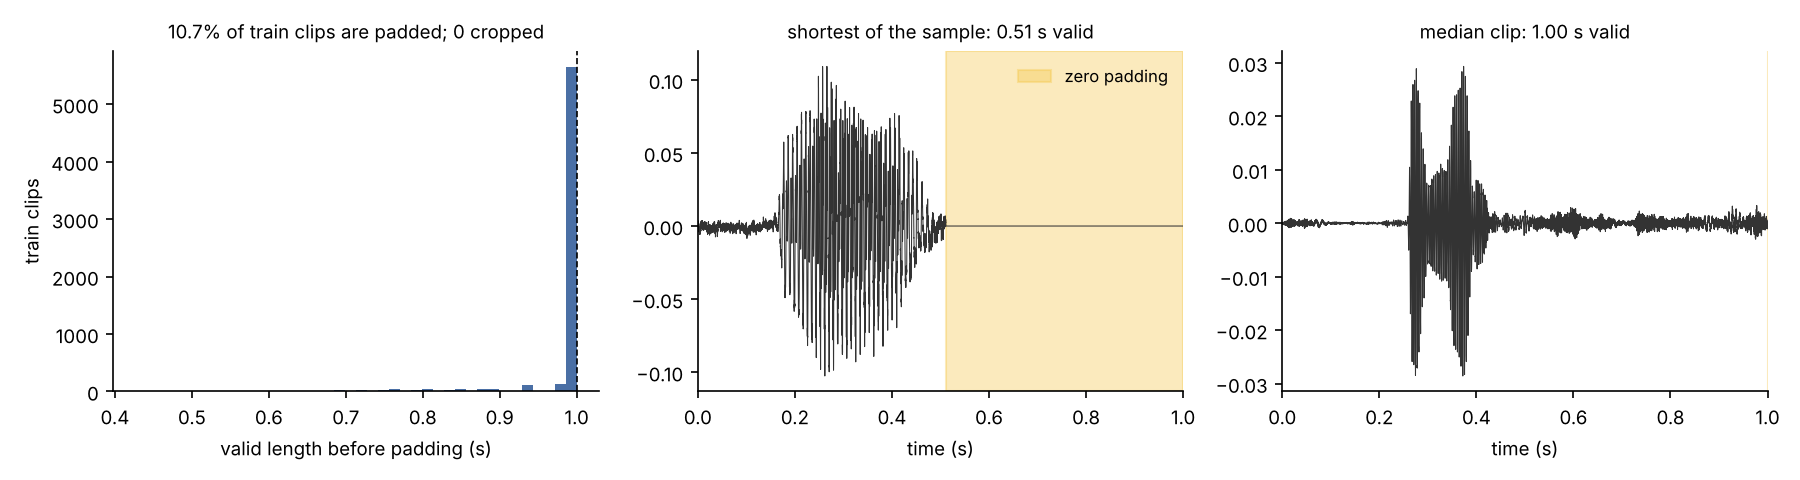 10.7% of train clips are padded; 0 cropped
train clips
5000
4000
3000
2000
1000
0
0.4 0.5 0.6 0.7 0.8 0.9 1.0
valid length before padding (s)
shortest of the sample: 0.51 s valid
zero padding
0.10
0.05
0.00
−0.05
−0.10
0.0 0.2 0.4 0.6 0.8 1.0
time (s)
median clip: 1.00 s valid
0.03
0.02
0.01
0.00
−0.01
−0.02
−0.03
0.0 0.2 0.4 0.6 0.8 1.0
time (s)